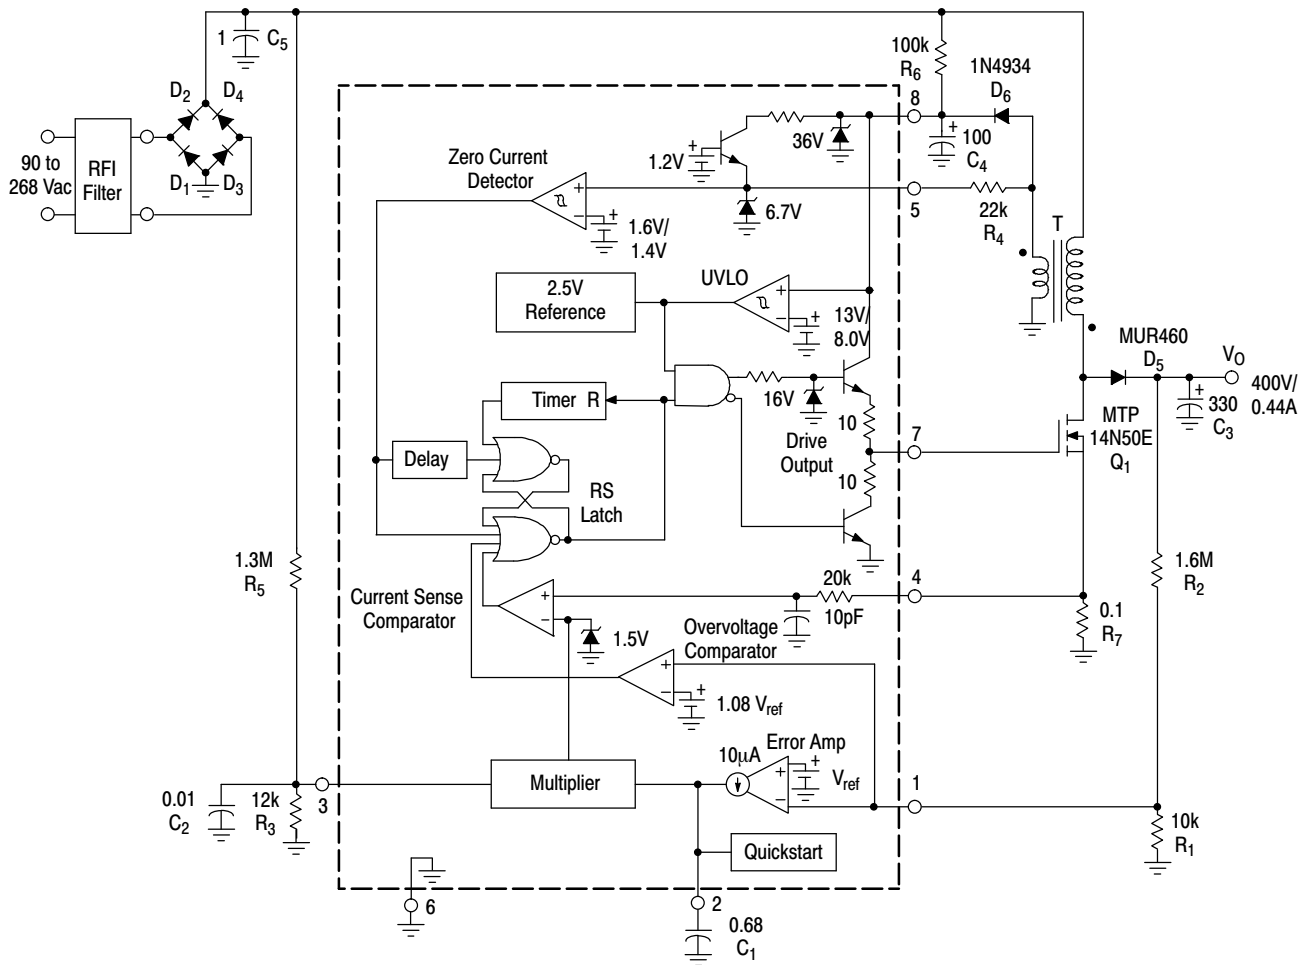 1
C5
D2
D4
D1
D3
90 to
268 Vac
RFI
Filter
100k
R6
1N4934
D6
8
100
C4
36V
1.2V
6.7V
5
22k
R4
T
Zero Current
Detector
1.6V/
1.4V
2.5V
Reference
UVLO
13V/
8.0V
Timer R
Delay
RS
Latch
16V
10
10
Drive
Output
7
MUR460
D5
VO
400V/
0.44A
330
C3
MTP
14N50E
Q1
1.3M
R5
1.6M
R2
20k
10pF
4
0.1
R7
Current Sense
Comparator
1.5V
Overvoltage
Comparator
1.08 Vref
Error Amp
10μA
Vref
1
10k
R1
Multiplier
Quickstart
0.01
C2
12k
R3
3
6
2
0.68
C1